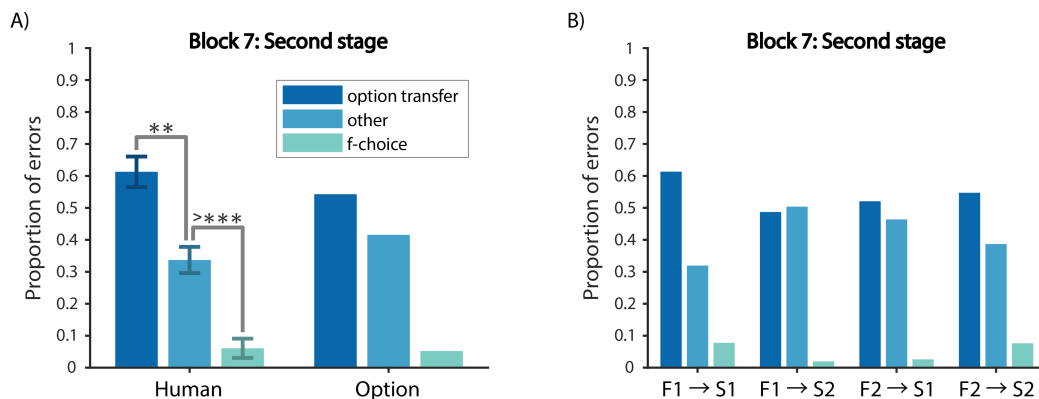 A)
Block 7: Second stage
Proportion of errors
1
0.9
0.8
0.7
0.6
0.5
0.4
0.3
0.2
0.1
0
**
>***
option transfer
other
f-choice
Human
Option
B)
Block 7: Second stage
Proportion of errors
1
0.9
0.8
0.7
0.6
0.5
0.4
0.3
0.2
0.1
0
F1 → S1
F1 → S2
F2 → S1
F2 → S2